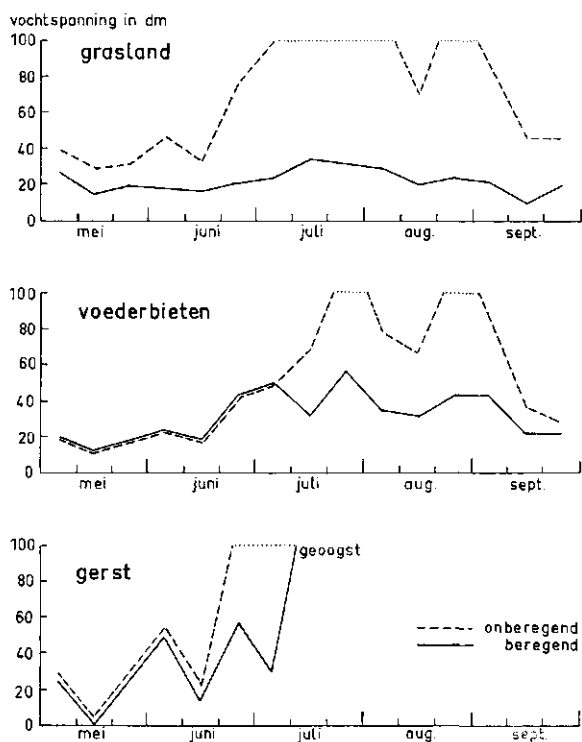 vochtspanning in dm
grasland
100
80
60
40
20
0
mei juni juli aug. sept.
voederbieten
100
80
60
40
20
0
mei juni juli aug. sept.
gerst
100
80
60
40
20
0
geoogst
onberegend
beregend
mei juni juli aug. sept.